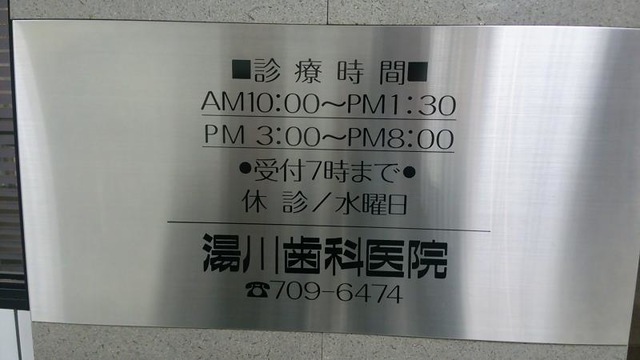 ■診療時間■
AM10:00〜PM1:30
PM 3:00〜PM8:00
●受付7時まで●
休診/水曜日
湯川歯科医院
☎709-6474